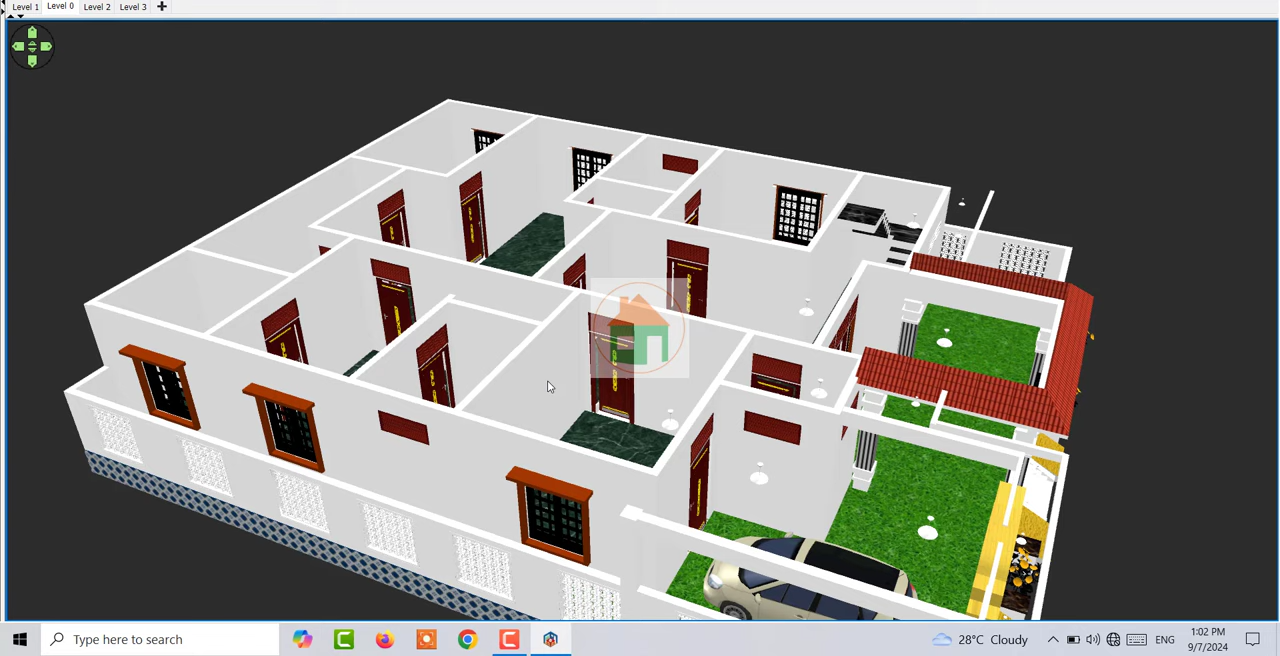 Level 1 Level 0 Level 2 Level 3
Type here to search
28°C Cloudy
ENG
1:02 PM
9/7/2024